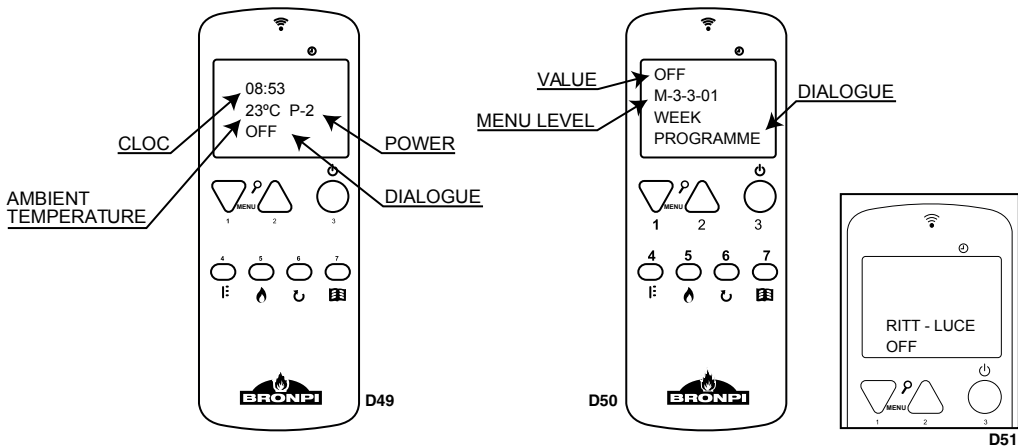 08:53
23ºC P-2
OFF
CLOC
POWER
AMBIENT
TEMPERATURE
DIALOGUE
MENU
1
2
3
4
5
6
7
BRONPI
D49
OFF
M-3-3-01
WEEK
PROGRAMME
VALUE
MENU LEVEL
DIALOGUE
MENU
1
2
3
4
5
6
7
BRONPI
D50
RITT - LUCE
OFF
MENU
1
2
3
D51